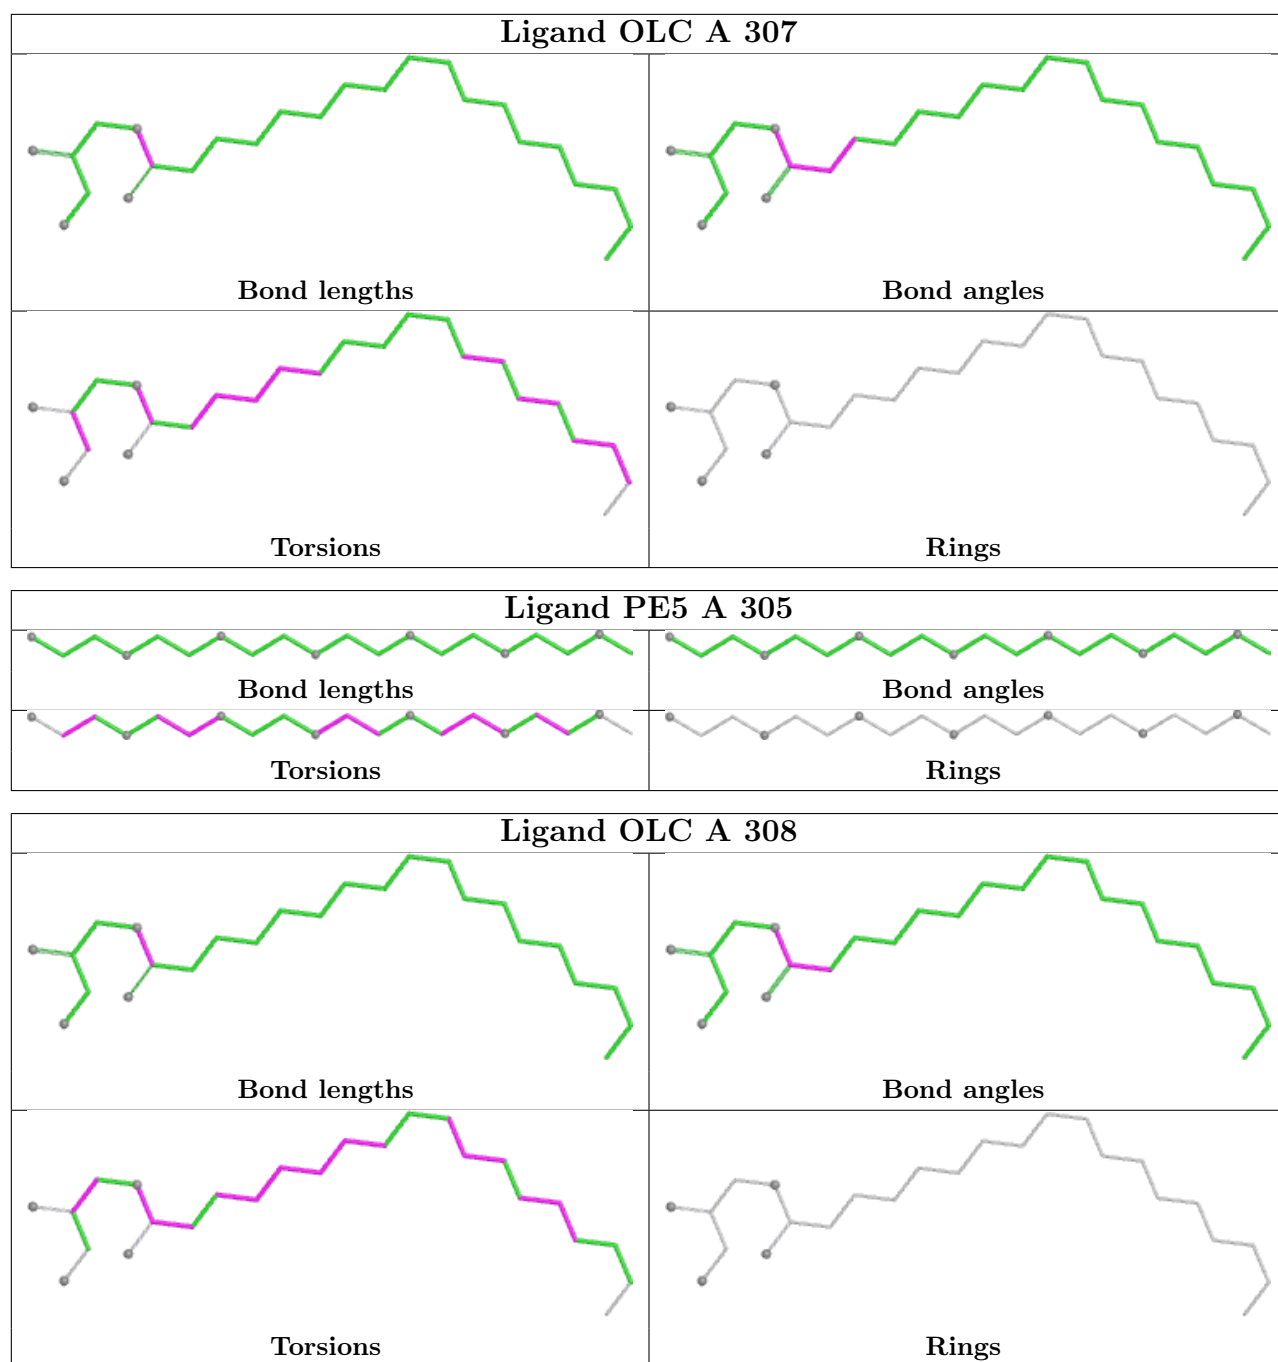 Ligand OLC A 307
Bond lengths
Bond angles
Torsions
Rings
Ligand PE5 A 305
Bond lengths
Bond angles
Torsions
Rings
Ligand OLC A 308
Bond lengths
Bond angles
Torsions
Rings